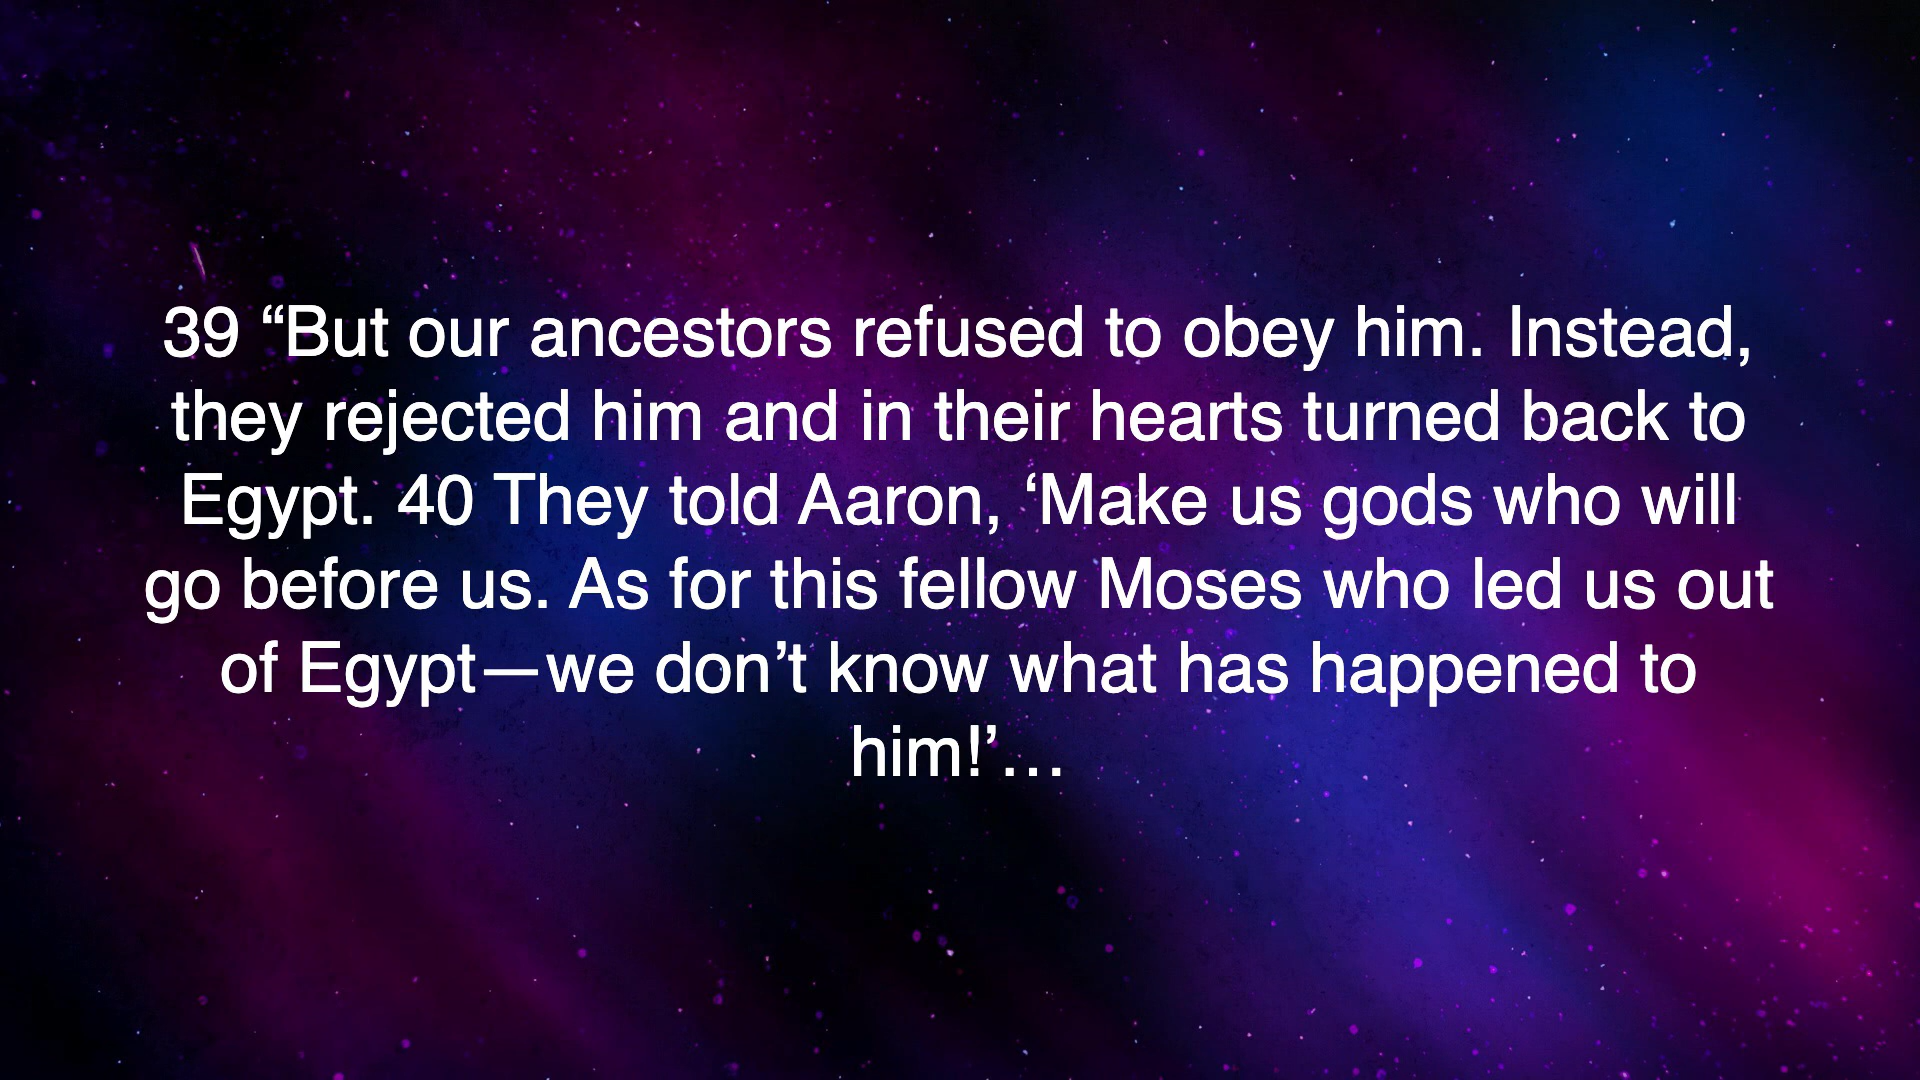 39 “But our ancestors refused to obey him. Instead,
they rejected him and in their hearts turned back to
Egypt. 40 They told Aaron, ‘Make us gods who will
go before us. As for this fellow Moses who led us out
of Egypt—we don’t know what has happened to
him!’…